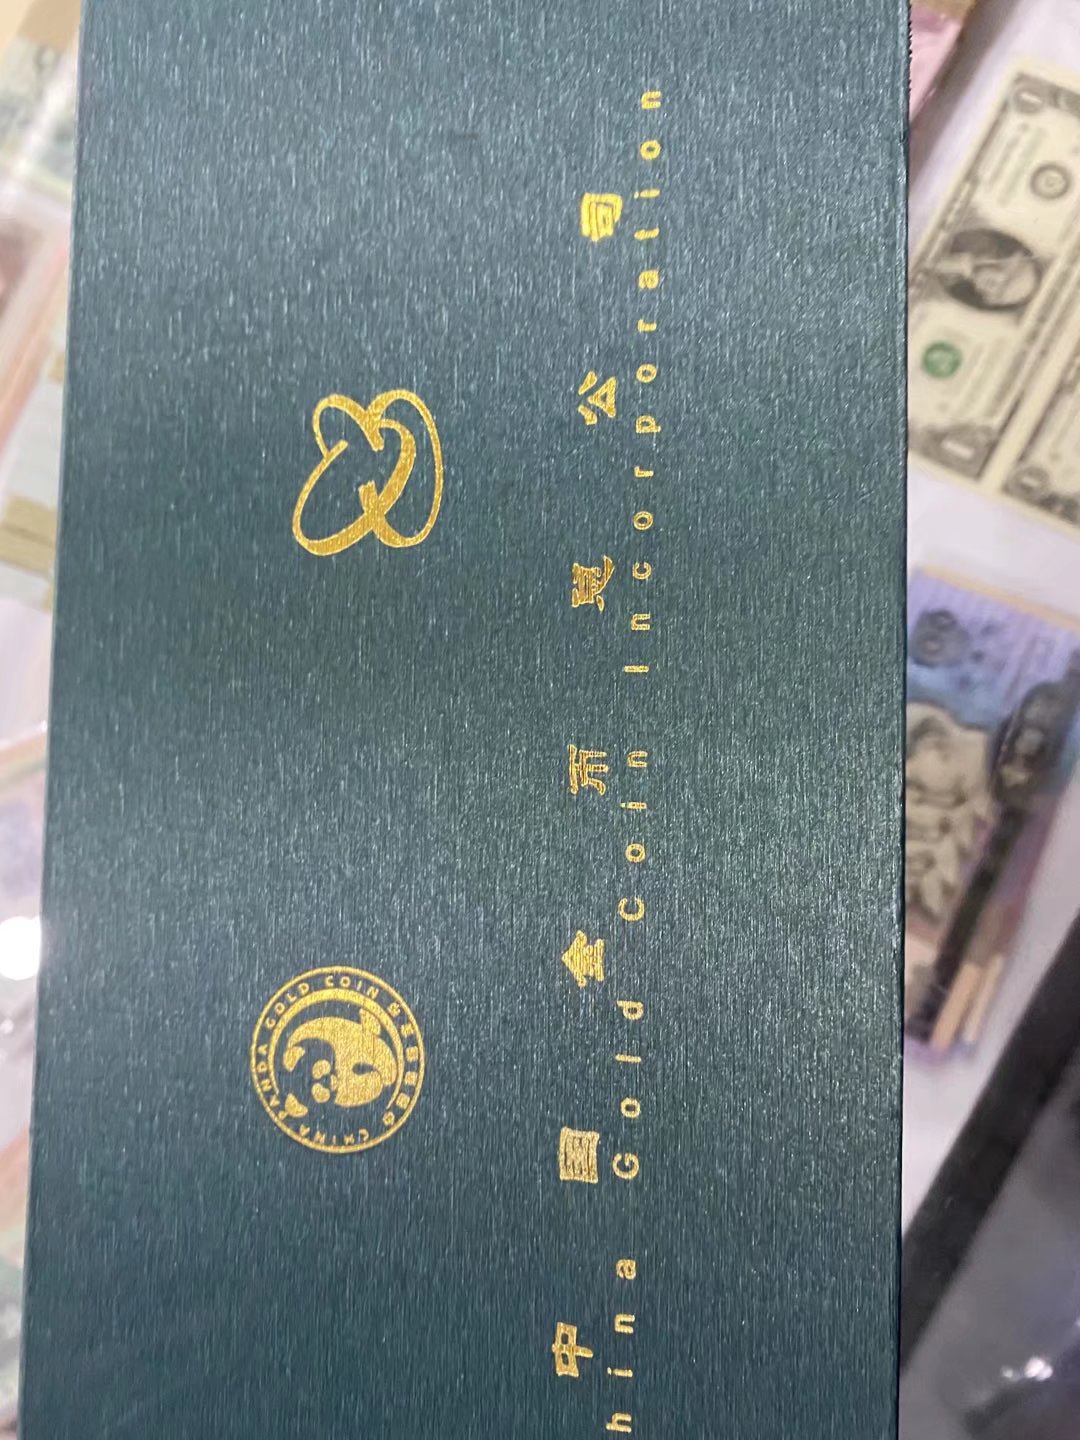 CHINA PANDA GOLD COIN
中国金币总公司
hina Gold Coin Incorporation